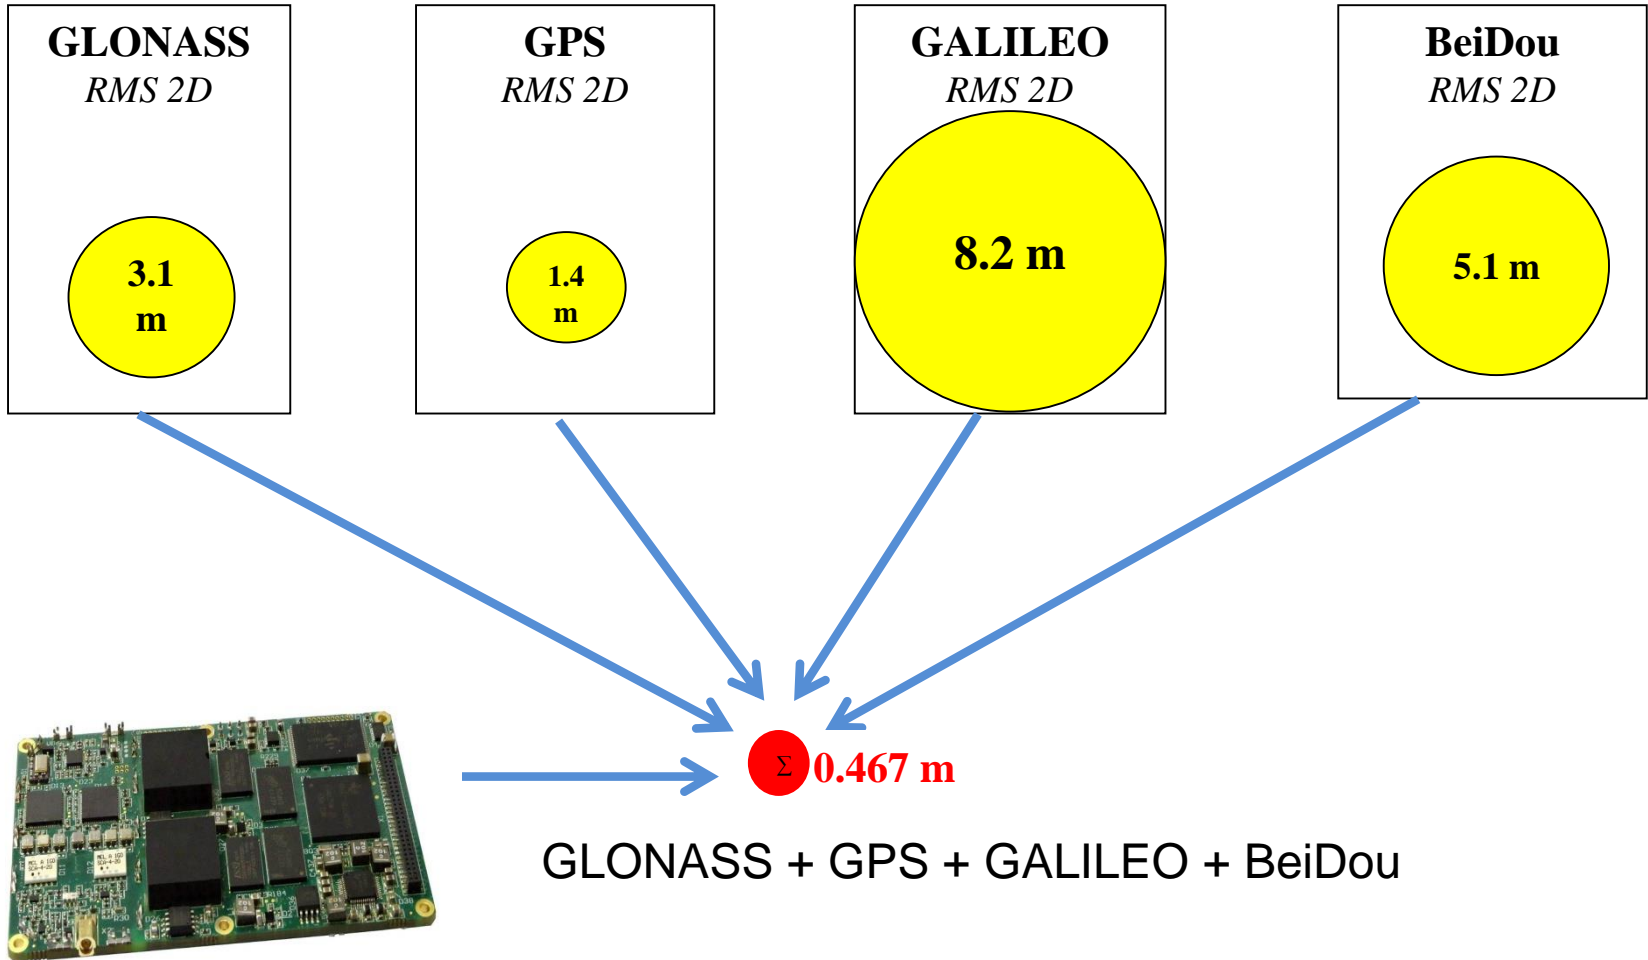 GLONASS
RMS 2D
3.1
m
GPS
RMS 2D
1.4
m
GALILEO
RMS 2D
8.2 m
BeiDou
RMS 2D
5.1 m
Σ 0.467 m
GLONASS + GPS + GALILEO + BeiDou